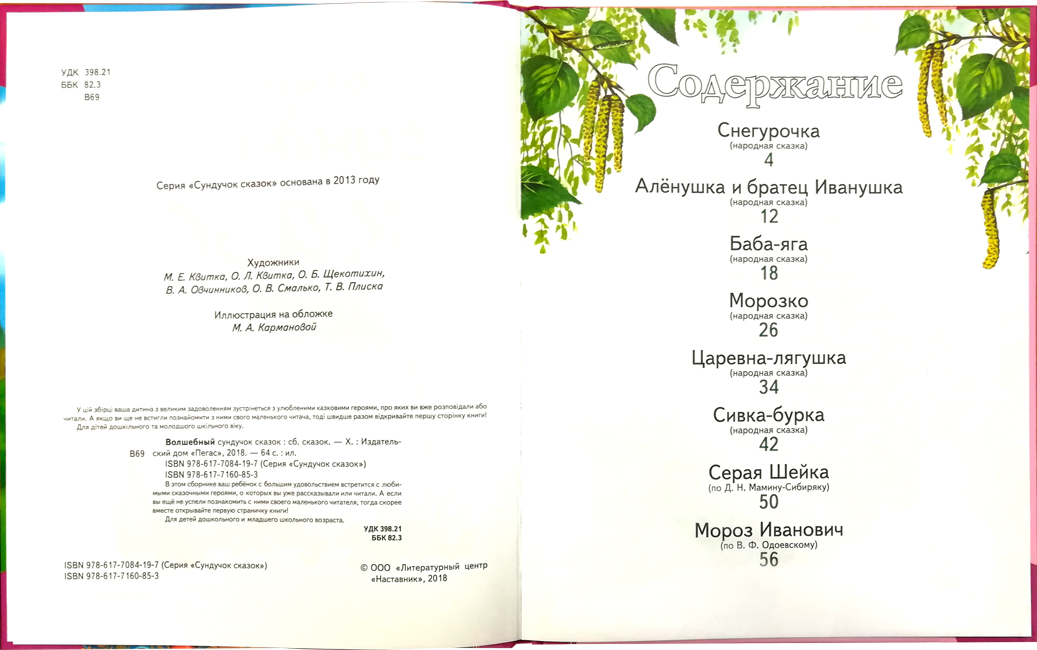 УДК 398.21
ББК 82.3
В69
Серия «Сундучок сказок» основана в 2013 году
Художники
М. Е. Квитка, О. Л. Квитка, О. Б. Щекотихин,
В. А. Овчинников, О. В. Смалько, Т. В. Плиска
Иллюстрация на обложке
М. А. Кармановой
У цій збірці ваша дитина з великим задоволенням зустрінеться з улюбленими казковими героями, про яких ви вже розповідали або
читали. А якщо ви ще не встигли познайомити з ними свого маленького читача, тоді швидше разом відкривайте першу сторінку книги!
Для дітей дошкільного та молодшого шкільного віку.
Волшебный сундучок сказок : сб. сказок. — Х. : Издатель-
В69 ский дом «Пегас», 2018. — 64 с. : ил.
ISBN 978-617-7084-19-7 (Серия «Сундучок сказок»)
ISBN 978-617-7160-85-3
В этом сборнике ваш ребёнок с большим удовольствием встретится с люби-
мыми сказочными героями, о которых вы уже рассказывали или читали. А если
вы ещё не успели познакомить с ними своего маленького читателя, тогда скорее
вместе открывайте первую страничку книги!
Для детей дошкольного и младшего школьного возраста.
УДК 398.21
ББК 82.3
ISBN 978-617-7084-19-7 (Серия «Сундучок сказок»)
ISBN 978-617-7160-85-3
© ООО «Литературный центр
«Наставник», 2018
Содержание
Снегурочка
(народная сказка)
4
Алёнушка и братец Иванушка
(народная сказка)
12
Баба-яга
(народная сказка)
18
Морозко
(народная сказка)
26
Царевна-лягушка
(народная сказка)
34
Сивка-бурка
(народная сказка)
42
Серая Шейка
(по Д. Н. Мамину-Сибиряку)
50
Мороз Иванович
(по В. Ф. Одоевскому)
56